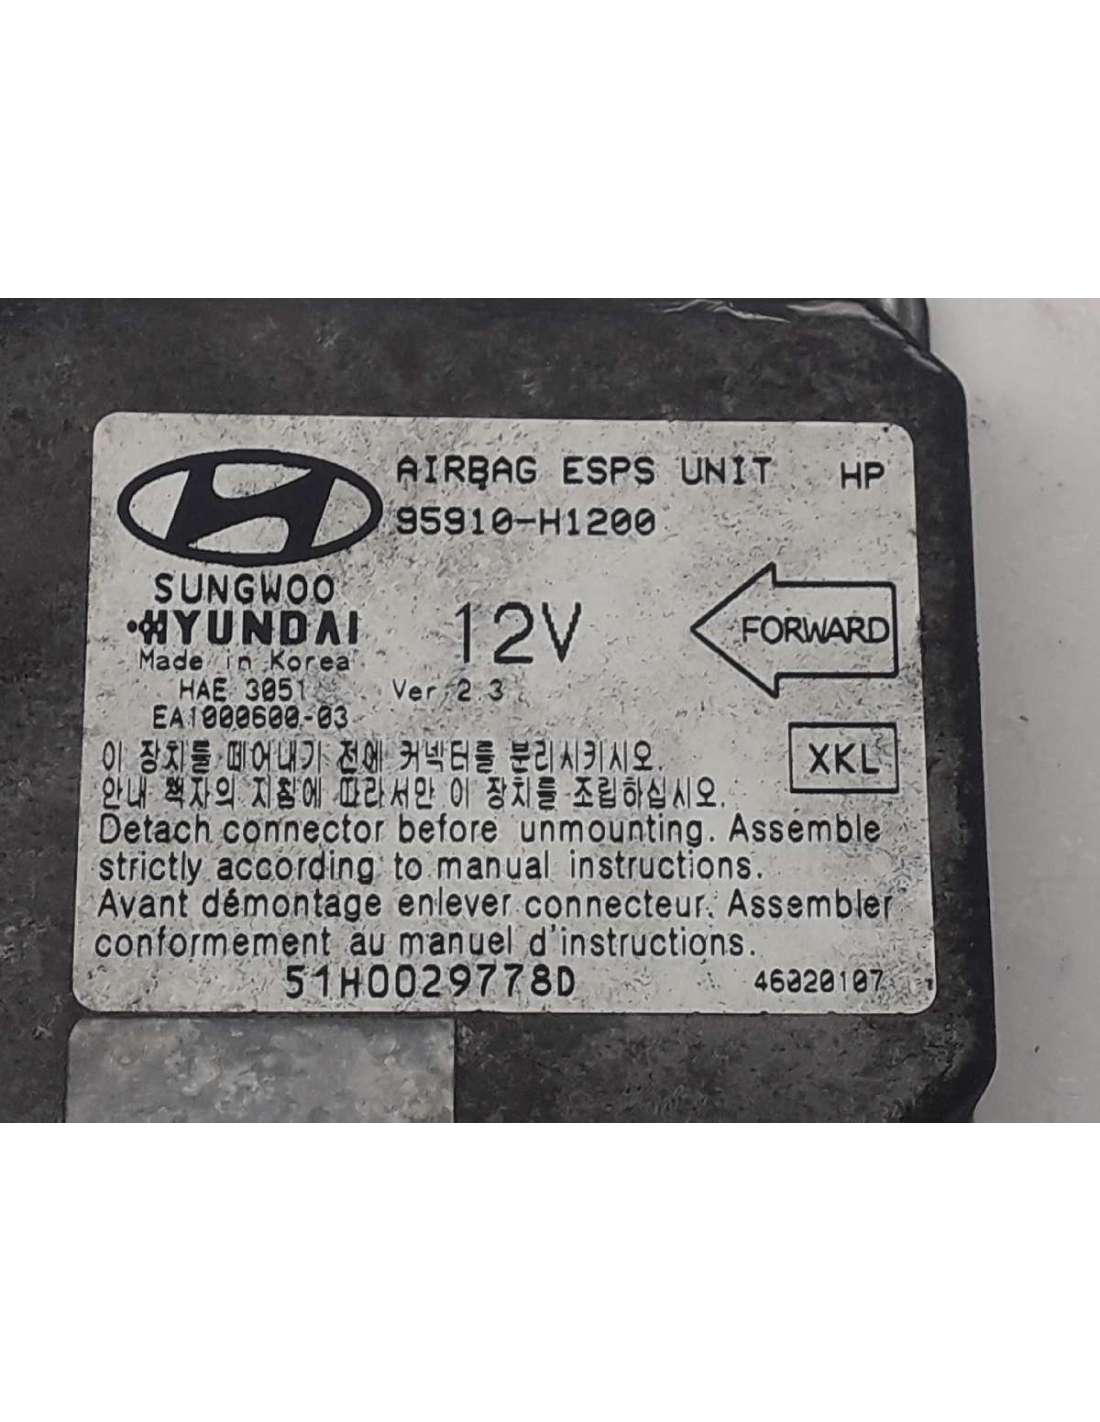 AIRBAG ESPS UNIT HP
95910-H1200
SUNGWOO
HYUNDAI
12V
FORWARD
Made in Korea
HAE 3051 Ver 2 3
EA1000600-03
XKL
이 장치를 떼어내기 전에 커넥터를 분리시키시오.
안내 책자의 지침에 따라서만 이 장치를 조립하십시오.
Detach connector before unmounting. Assemble
strictly according to manual instructions.
Avant démontage enlever connecteur. Assembler
conformement au manuel d'instructions.
51H0029778D 46020107